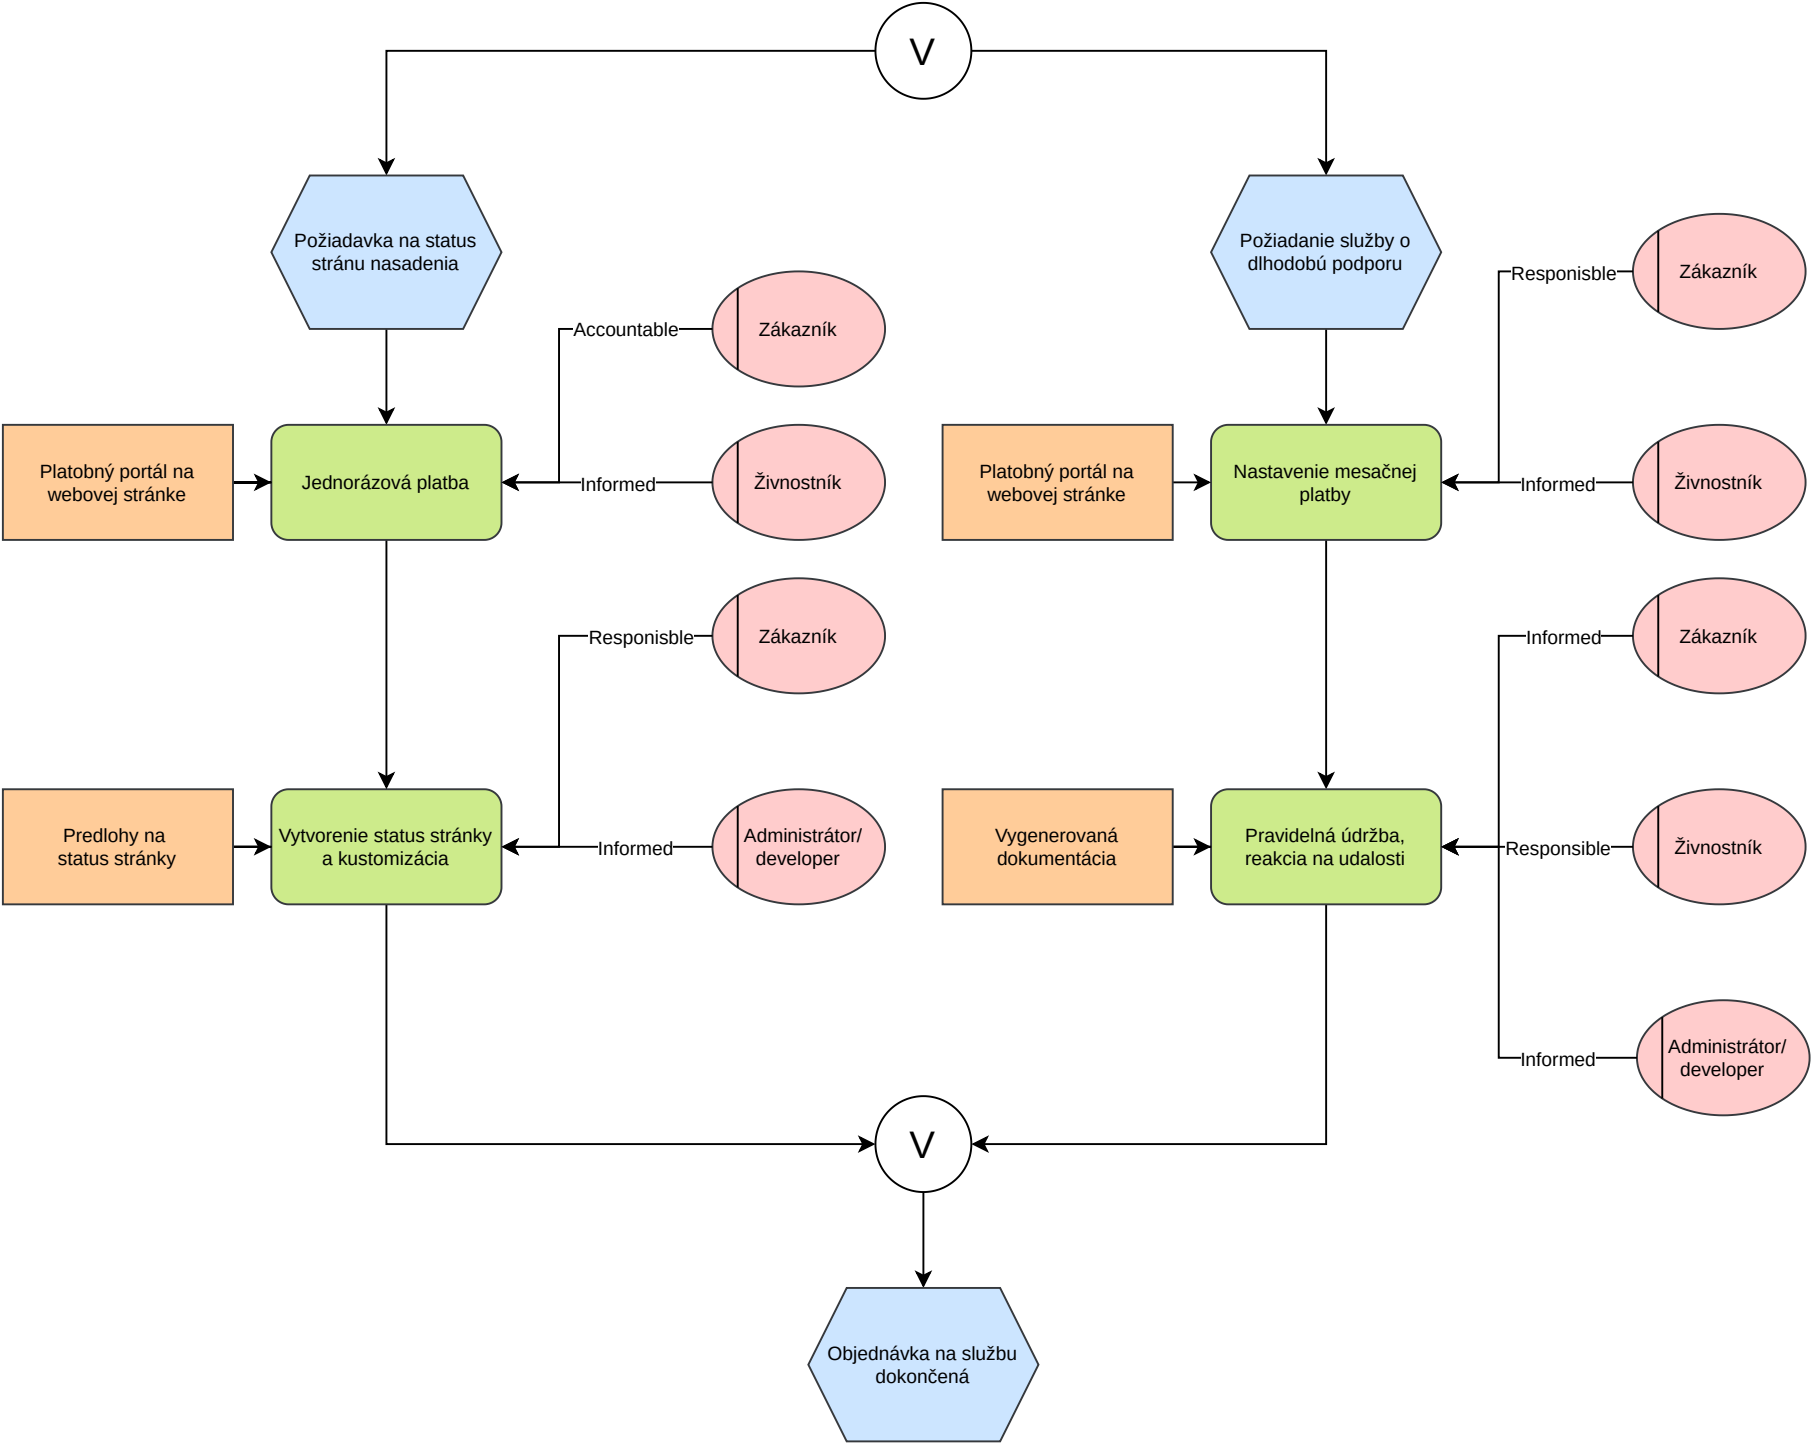 V
Požiadavka na status
stránu nasadenia
Požiadanie služby o
dlhodobú podporu
Responisble
Zákazník
Accountable
Zákazník
Platobný portál na
webovej stránke
Jednorázová platba
Informed
Živnostník
Platobný portál na
webovej stránke
Nastavenie mesačnej
platby
Informed
Živnostník
Responisble
Zákazník
Informed
Zákazník
Predlohy na
status stránky
Vytvorenie status stránky
a kustomizácia
Informed
Administrátor/
developer
Vygenerovaná
dokumentácia
Pravidelná údržba,
reakcia na udalosti
Responsible
Živnostník
Informed
Administrátor/
developer
V
Objednávka na službu
dokončená